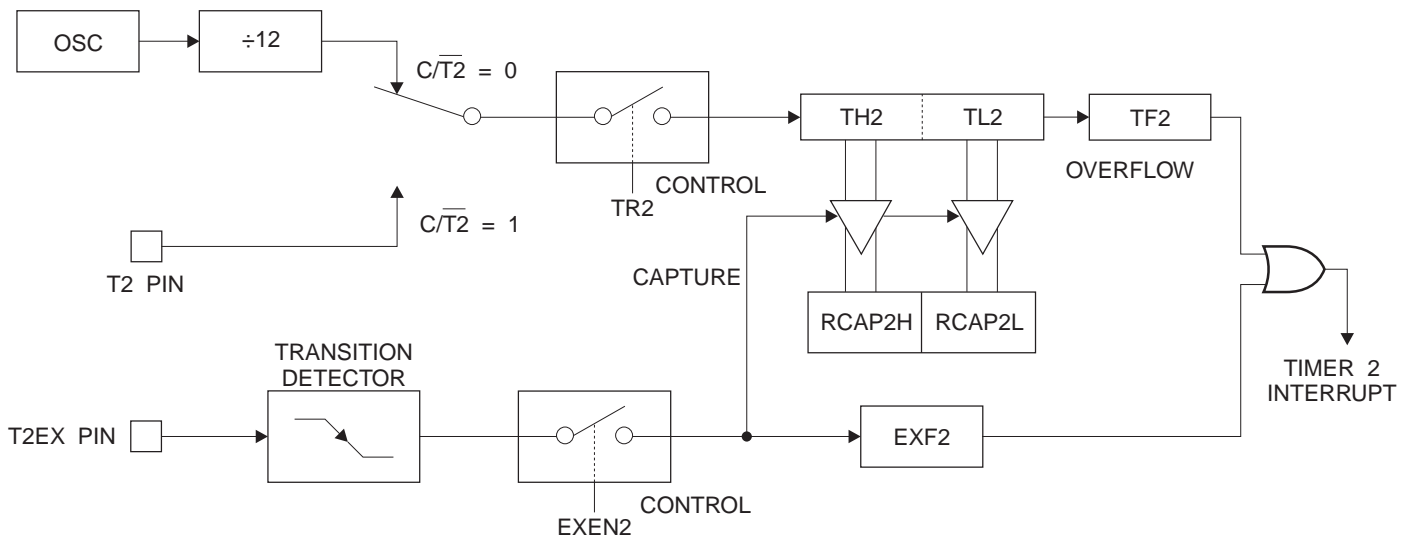 OSC
÷12
C/T2̅ = 0
TH2
TL2
TF2
OVERFLOW
CONTROL
TR2
C/T2̅ = 1
T2 PIN
CAPTURE
RCAP2H
RCAP2L
TRANSITION
DETECTOR
TIMER 2
INTERRUPT
T2EX PIN
EXF2
CONTROL
EXEN2